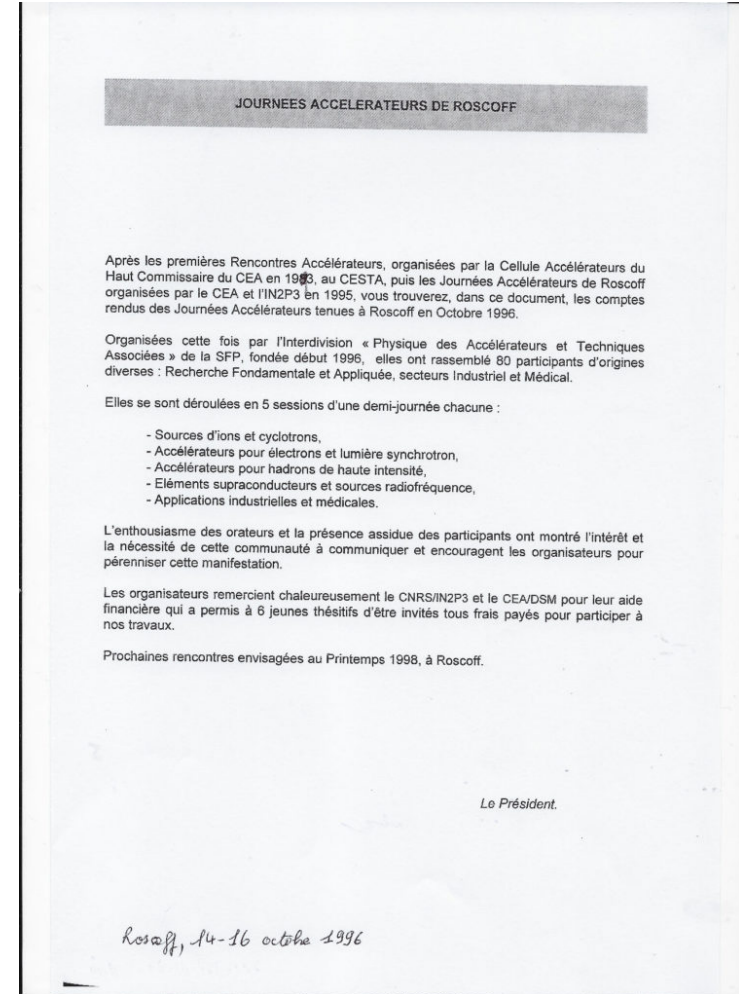 JOURNEES ACCELERATEURS DE ROSCOFF
Après les premières Rencontres Accélérateurs, organisées par la Cellule Accélérateurs du
Haut Commissaire du CEA en 1993, au CESTA, puis les Journées Accélérateurs de Roscoff
organisées par le CEA et l'IN2P3 en 1995, vous trouverez, dans ce document, les comptes
rendus des Journées Accélérateurs tenues à Roscoff en Octobre 1996.
Organisées cette fois par l'Interdivision « Physique des Accélérateurs et Techniques
Associées » de la SFP, fondée début 1996, elles ont rassemblé 80 participants d'origines
diverses : Recherche Fondamentale et Appliquée, secteurs Industriel et Médical.
Elles se sont déroulées en 5 sessions d'une demi-journée chacune :
- Sources d'ions et cyclotrons,
- Accélérateurs pour électrons et lumière synchrotron,
- Accélérateurs pour hadrons de haute intensité,
- Eléments supraconducteurs et sources radiofréquence,
- Applications industrielles et médicales.
L'enthousiasme des orateurs et la présence assidue des participants ont montré l'intérêt et
la nécessité de cette communauté à communiquer et encouragent les organisateurs pour
pérenniser cette manifestation.
Les organisateurs remercient chaleureusement le CNRS/IN2P3 et le CEA/DSM pour leur aide
financière qui a permis à 6 jeunes thésitifs d'être invités tous frais payés pour participer à
nos travaux.
Prochaines rencontres envisagées au Printemps 1998, à Roscoff.
Le Président.
Roscoff, 14-16 octobre 1996